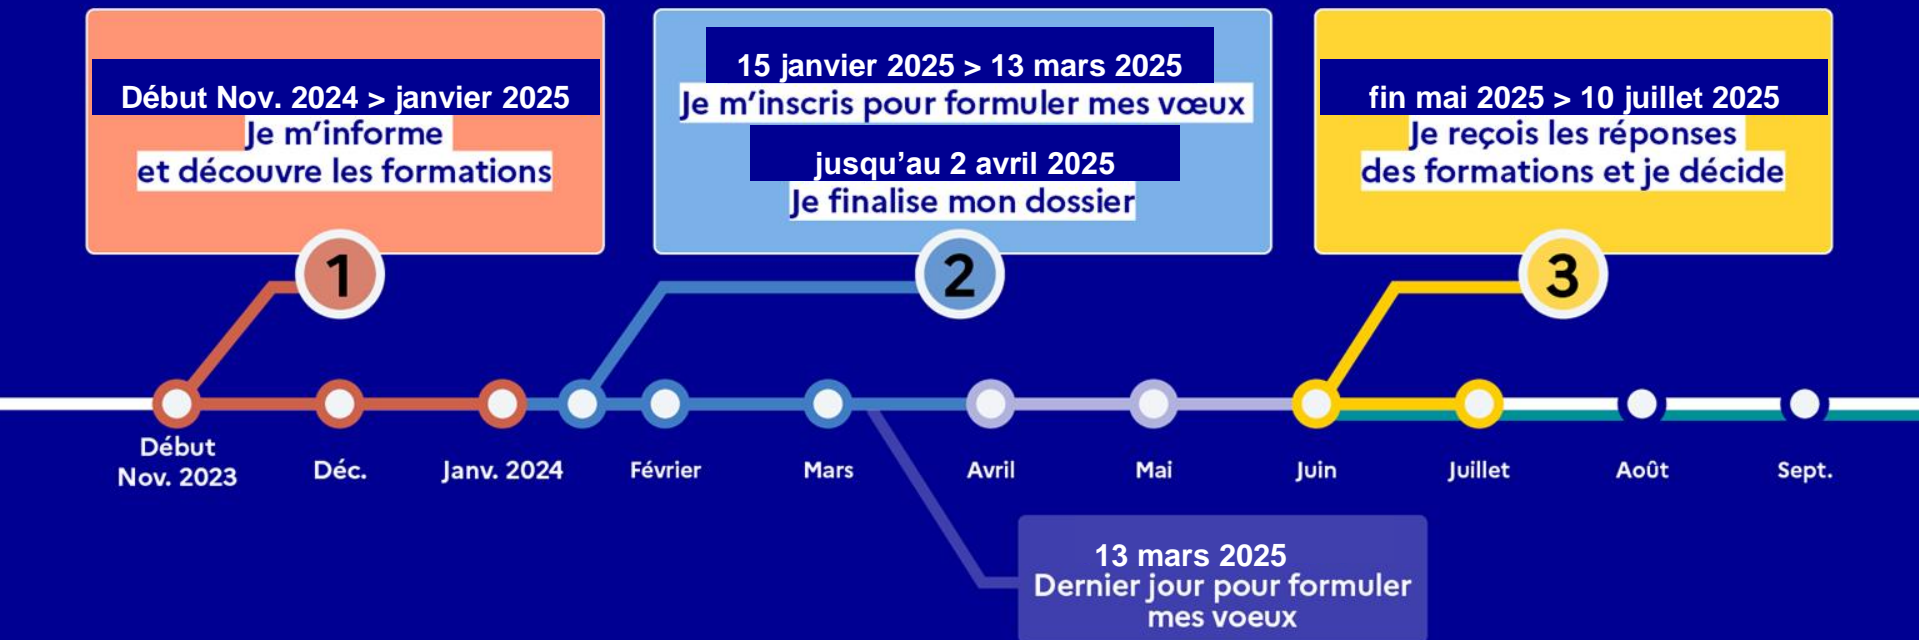 Début Nov. 2024 > janvier 2025
Je m’informe
et découvre les formations
1
15 janvier 2025 > 13 mars 2025
Je m’inscris pour formuler mes vœux
jusqu’au 2 avril 2025
Je finalise mon dossier
2
fin mai 2025 > 10 juillet 2025
Je reçois les réponses
des formations et je décide
3
Début
Nov. 2023
Déc.
Janv. 2024
Février
Mars
Avril
Mai
Juin
Juillet
Août
Sept.
13 mars 2025
Dernier jour pour formuler
mes voeux